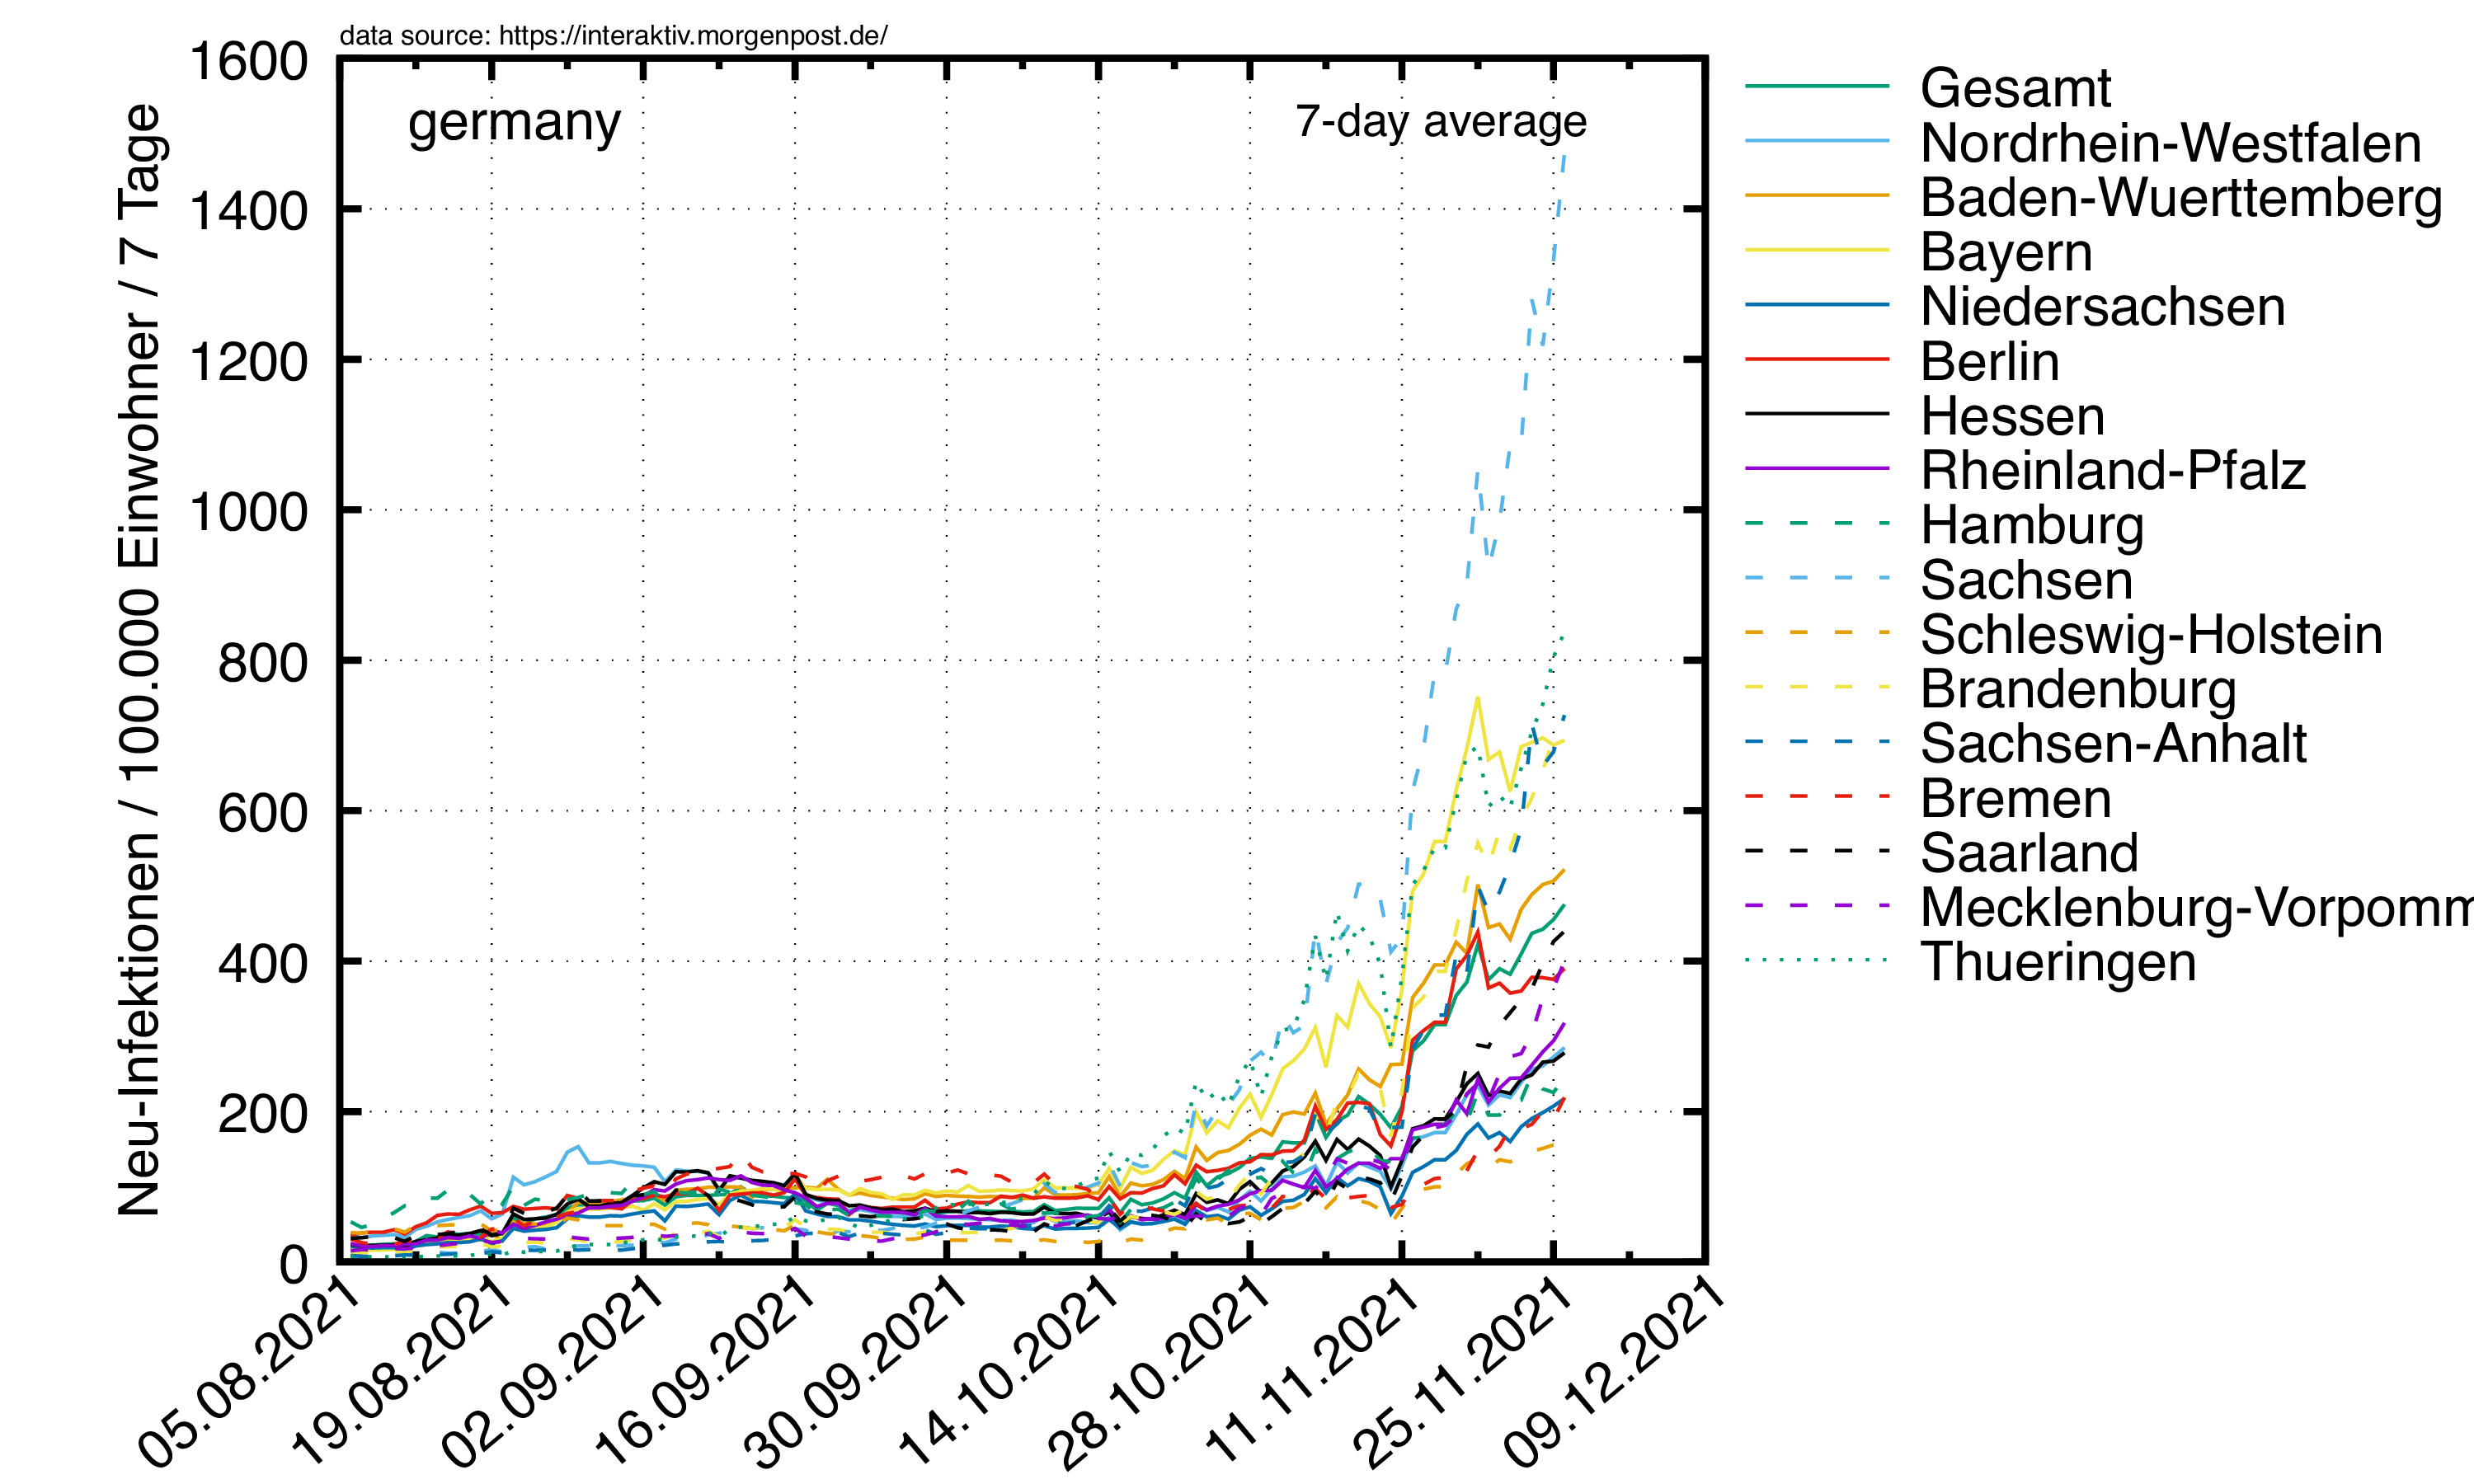 data source: https://interaktiv.morgenpost.de/
germany
7-day average
Neu-Infektionen / 100.000 Einwohner / 7 Tage
1600
1400
1200
1000
800
600
400
200
0
05.08.2021
19.08.2021
02.09.2021
16.09.2021
30.09.2021
14.10.2021
28.10.2021
11.11.2021
25.11.2021
09.12.2021
Gesamt
Nordrhein-Westfalen
Baden-Wuerttemberg
Bayern
Niedersachsen
Berlin
Hessen
Rheinland-Pfalz
Hamburg
Sachsen
Schleswig-Holstein
Brandenburg
Sachsen-Anhalt
Bremen
Saarland
Mecklenburg-Vorpomm
Thueringen